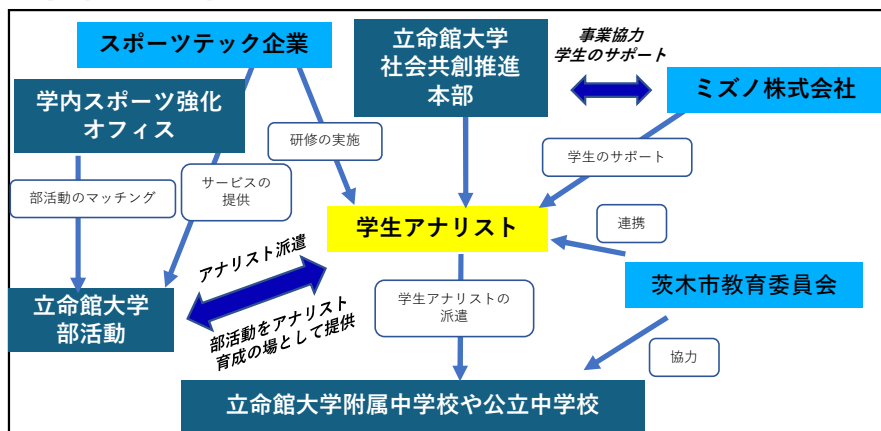 スポーツテック企業
立命館大学
社会共創推進
本部
事業協力
学生のサポート
ミズノ株式会社
学内スポーツ強化
オフィス
研修の実施
学生のサポート
部活動のマッチング
サービスの
提供
学生アナリスト
連携
アナリスト派遣
立命館大学
部活動
部活動をアナリスト
育成の場として提供
学生アナリストの
派遣
茨木市教育委員会
協力
立命館大学附属中学校や公立中学校